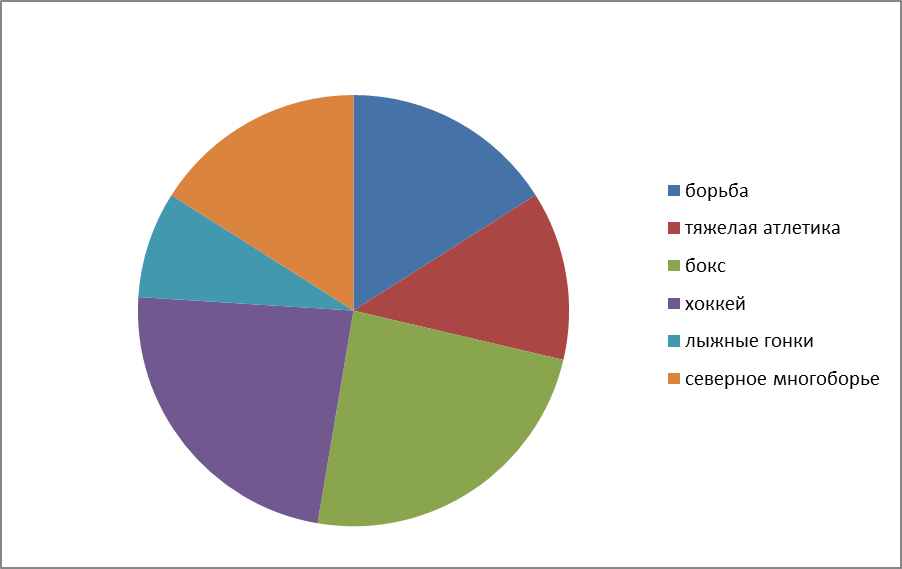 борьба
тяжелая атлетика
бокс
хоккей
лыжные гонки
северное многоборье